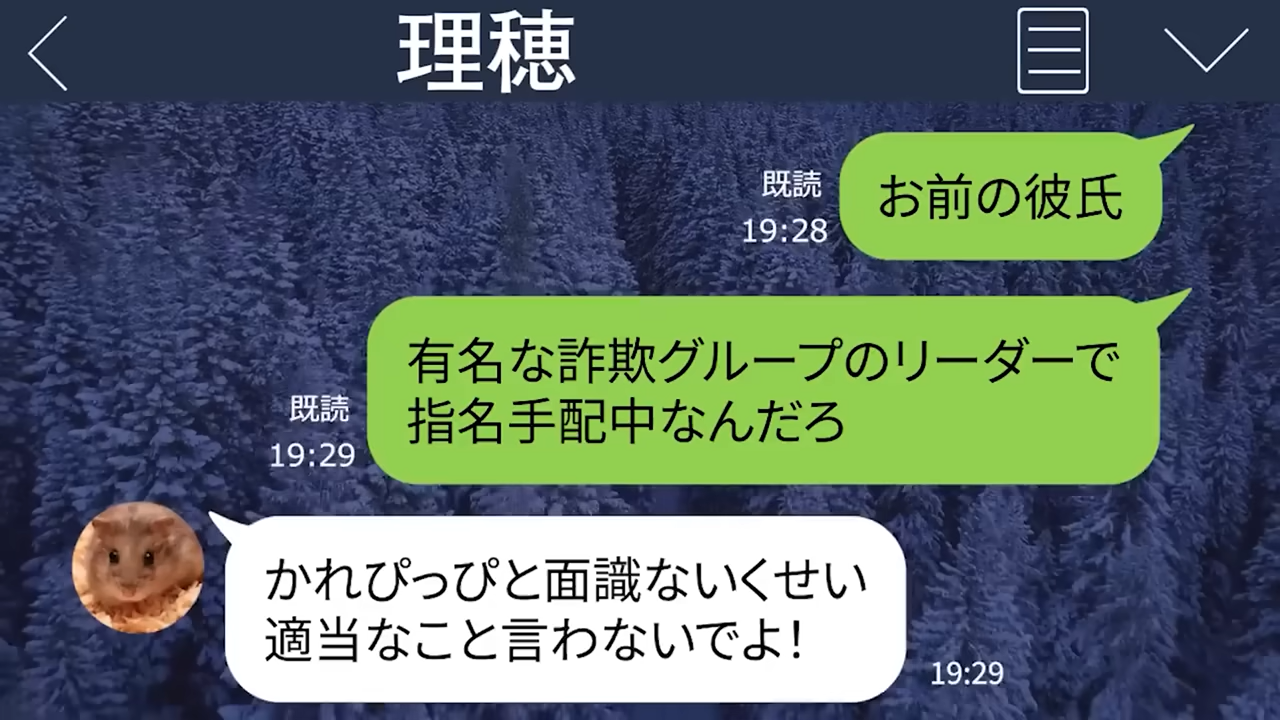 理穂
お前の彼氏
既読
19:28
有名な詐欺グループのリーダーで
指名手配中なんだろ
既読
19:29
かれぴっぴと面識ないくせい
適当なこと言わないでよ!
19:29